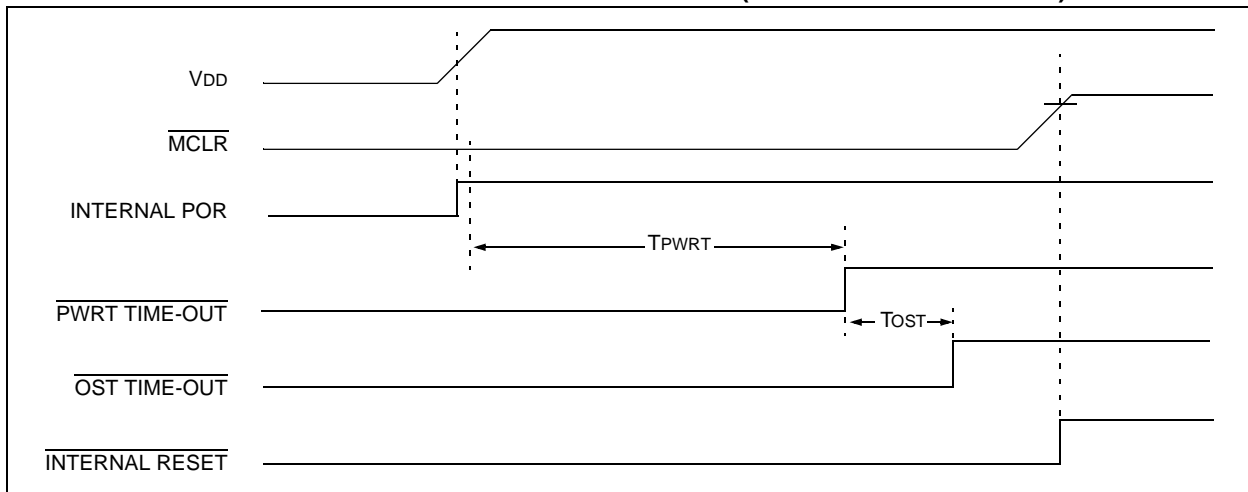 VDD
MCLR
INTERNAL POR
TPWRT
PWRT TIME-OUT
TOST
OST TIME-OUT
INTERNAL RESET